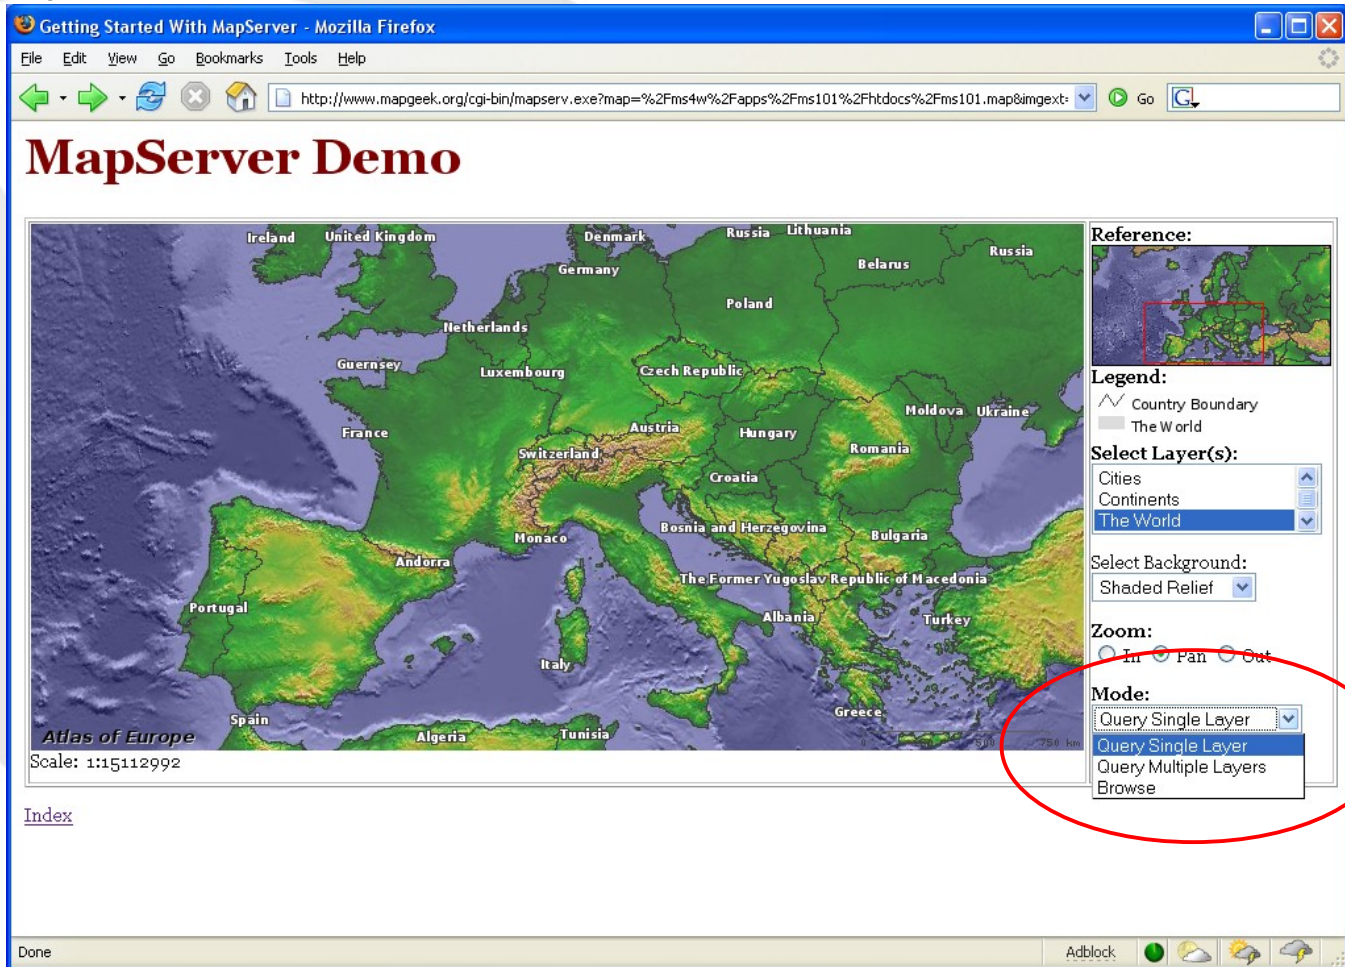 Getting Started With MapServer - Mozilla Firefox
File Edit View Go Bookmarks Tools Help
http://www.mapgeek.org/cgi-bin/mapserv.exe?map=%2Fms4w%2Fapps%2Fms101%2Fhtdocs%2Fms101.map&imgext= Go G
MapServer Demo
Ireland United Kingdom Denmark Russia Lithuania
Russia
Germany Belarus
Poland
Netherlands
Guernsey
Luxembourg Czech Republic
Moldova Ukraine
France Austria Hungary
Switzerland Romania
Croatia
Bosnia and Herzegovina
Monaco Bulgaria
Andorra
The Former Yugoslav Republic of Macedonia
Portugal
Albania Turkey
Italy
Spain Greece
Atlas of Europe Algeria Tunisia
0 500 750 km
Scale: 1:15112992
Reference:
Legend:
Country Boundary
The World
Select Layer(s):
Cities
Continents
The World
Select Background:
Shaded Relief
Zoom:
In Pan Out
Mode:
Query Single Layer
Query Single Layer
Query Multiple Layers
Browse
Index
Done Adblock